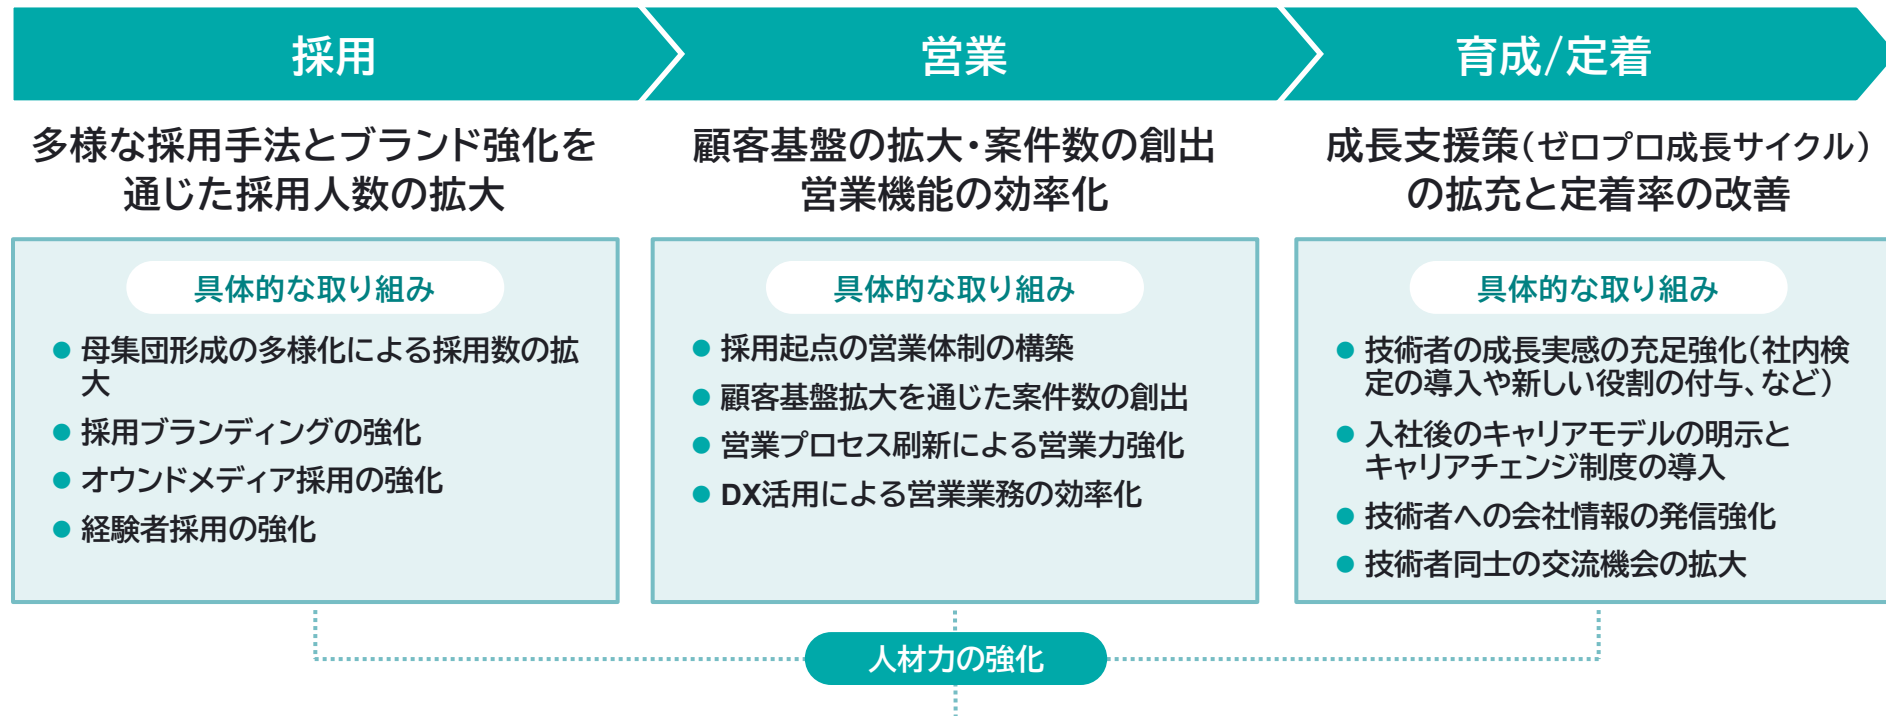 採用
営業
育成/定着
多様な採用手法とブランド強化を
通じた採用人数の拡大
顧客基盤の拡大・案件数の創出
営業機能の効率化
成長支援策(ゼロプロ成長サイクル)
の拡充と定着率の改善
具体的な取り組み
● 母集団形成の多様化による採用数の拡
大
● 採用ブランディングの強化
● オウンドメディア採用の強化
● 経験者採用の強化
具体的な取り組み
● 採用起点の営業体制の構築
● 顧客基盤拡大を通じた案件数の創出
● 営業プロセス刷新による営業力強化
● DX活用による営業業務の効率化
具体的な取り組み
● 技術者の成長実感の充足強化(社内検
定の導入や新しい役割の付与、など)
● 入社後のキャリアモデルの明示と
キャリアチェンジ制度の導入
● 技術者への会社情報の発信強化
● 技術者同士の交流機会の拡大
人材力の強化